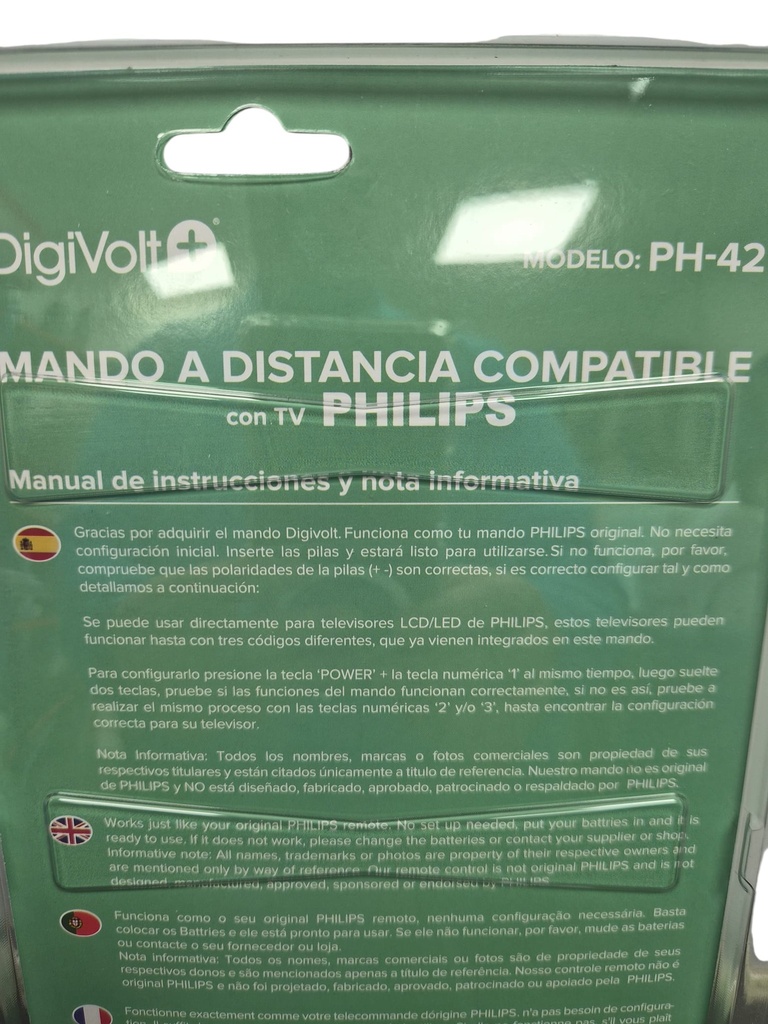 DigiVolt+®
MODELO: PH-42
MANDO A DISTANCIA COMPATIBLE
con TV PHILIPS
Manual de instrucciones y nota informativa
Gracias por adquirir el mando Digivolt. Funciona como tu mando PHILIPS original. No necesita
configuración inicial. Inserte las pilas y estará listo para utilizarse. Si no funciona, por favor,
compruebe que las polaridades de la pilas (+ -) son correctas, si es correcto configurar tal y como
detallamos a continuación:
Se puede usar directamente para televisores LCD/LED de PHILIPS, estos televisores pueden
funcionar hasta con tres códigos diferentes, que ya vienen integrados en este mando.
Para configurarlo presione la tecla ‘POWER’ + la tecla numérica ‘1’ al mismo tiempo, luego suelte
dos teclas, pruebe si las funciones del mando funcionan correctamente, si no es así, pruebe a
realizar el mismo proceso con las teclas numéricas ‘2’ y/o ‘3’, hasta encontrar la configuración
correcta para su televisor.
Nota Informativa: Todos los nombres, marcas o fotos comerciales son propiedad de sus
respectivos titulares y están citados únicamente a titulo de referencia. Nuestro mando no es original
de PHILIPS y NO está diseñado, fabricado, aprobado, patrocinado o respaldado por PHILIPS.
Works just like your original PHILIPS remote. No set up needed, put your battries in and it is
ready to use. If it does not work, please change the batteries or contact your supplier or shop.
Informative note: All names, trademarks or photos are property of their respective owners and
are mentioned only by way of reference. Our remote control is not original PHILIPS and is not
designed, manufactured, approved, sponsored or endorsed by PHILIPS
Funciona como o seu original PHILIPS remoto, nenhuma configuração necessária. Basta
colocar os Battries e ele está pronto para usar. Se ele não funcionar, por favor, mude as baterias
ou contacte o seu fornecedor ou loja.
Nota informativa: Todos os nomes, marcas comerciais ou fotos são de propriedade de seus
respectivos donos e são mencionados apenas a título de referência. Nosso controle remoto não é
original PHILIPS e não foi projetado, fabricado, aprovado, patrocinado ou apoiado pela PHILIPS.
Fonctionne exactement comme votre telecommande dórigine PHILIPS. n'a pas besoin de configura-
fonctionne pas, s'il vous plaît